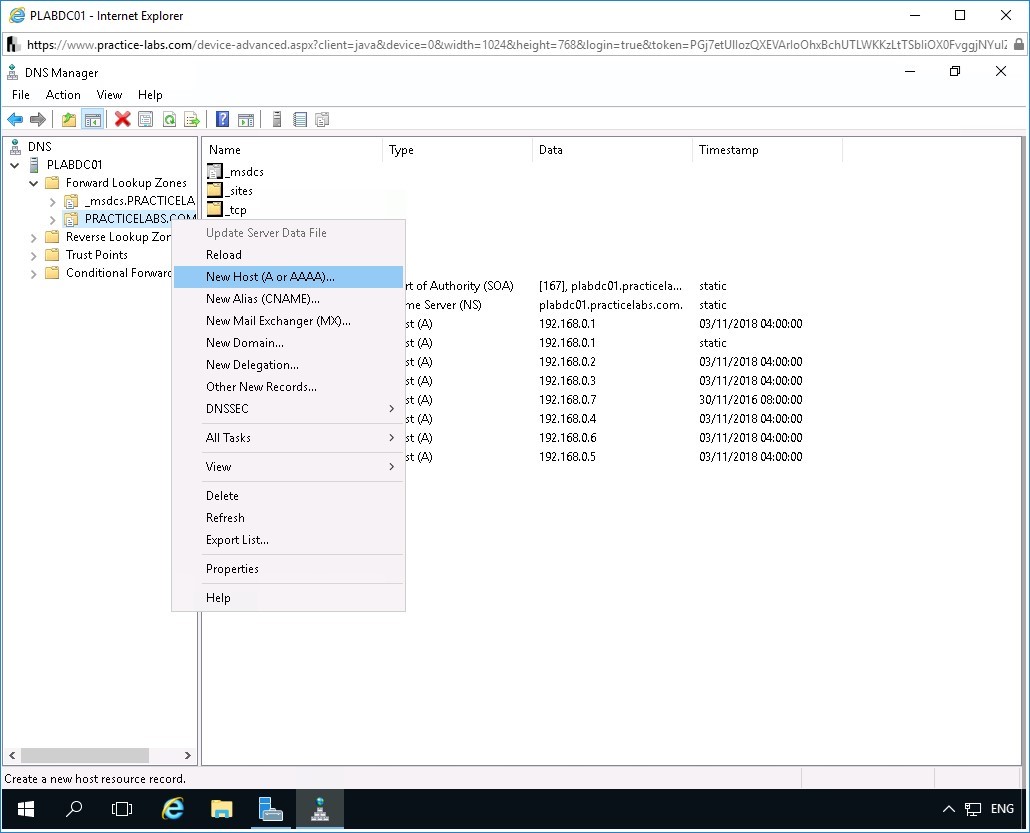 PLABDC01 - Internet Explorer
https://www.practice-labs.com/device-advanced.aspx?client=java&device=0&width=1024&height=768&login=true&token=
DNS Manager
File Action View Help
DNS
PLABDC01
Forward Lookup Zones
_msdcs.PRACTICELA
PRACTICELABS.COM
Reverse Lookup Zon
Trust Points
Conditional Forward
Name Type Data Timestamp
_msdcs
_sites
_tcp
rt of Authority (SOA) [167], plabdc01.practicela... static
me Server (NS) plabdc01.practicelabs.com. static
st (A) 192.168.0.1 03/11/2018 04:00:00
st (A) 192.168.0.1 static
st (A) 192.168.0.2 03/11/2018 04:00:00
st (A) 192.168.0.3 03/11/2018 04:00:00
st (A) 192.168.0.7 30/11/2016 08:00:00
st (A) 192.168.0.4 03/11/2018 04:00:00
st (A) 192.168.0.6 03/11/2018 04:00:00
st (A) 192.168.0.5 03/11/2018 04:00:00
Update Server Data File
Reload
New Host (A or AAAA)...
New Alias (CNAME)...
New Mail Exchanger (MX)...
New Domain...
New Delegation...
Other New Records...
DNSSEC
All Tasks
View
Delete
Refresh
Export List...
Properties
Help
Create a new host resource record.
ENG